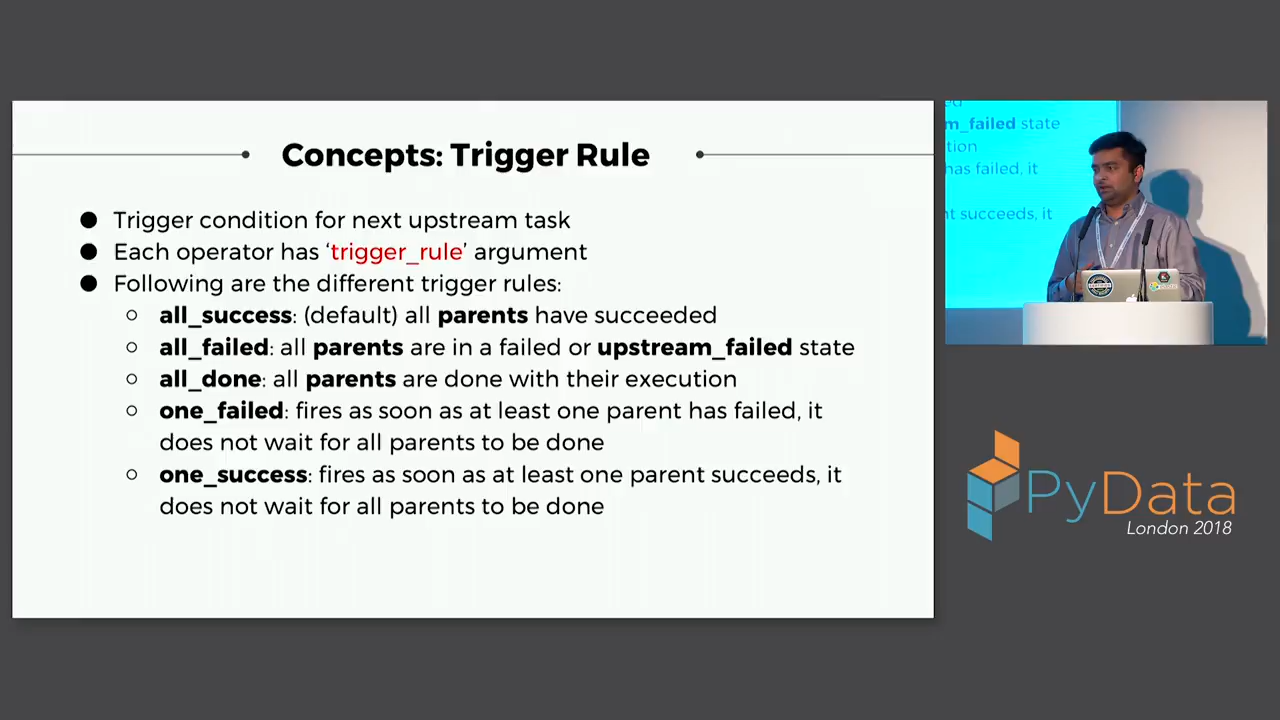 Concepts: Trigger Rule
● Trigger condition for next upstream task
● Each operator has ‘trigger_rule’ argument
● Following are the different trigger rules:
○ all_success: (default) all parents have succeeded
○ all_failed: all parents are in a failed or upstream_failed state
○ all_done: all parents are done with their execution
○ one_failed: fires as soon as at least one parent has failed, it
does not wait for all parents to be done
○ one_success: fires as soon as at least one parent succeeds, it
does not wait for all parents to be done
ed
m_failed state
tion
has failed, it
nt succeeds, it
PyData
London 2018